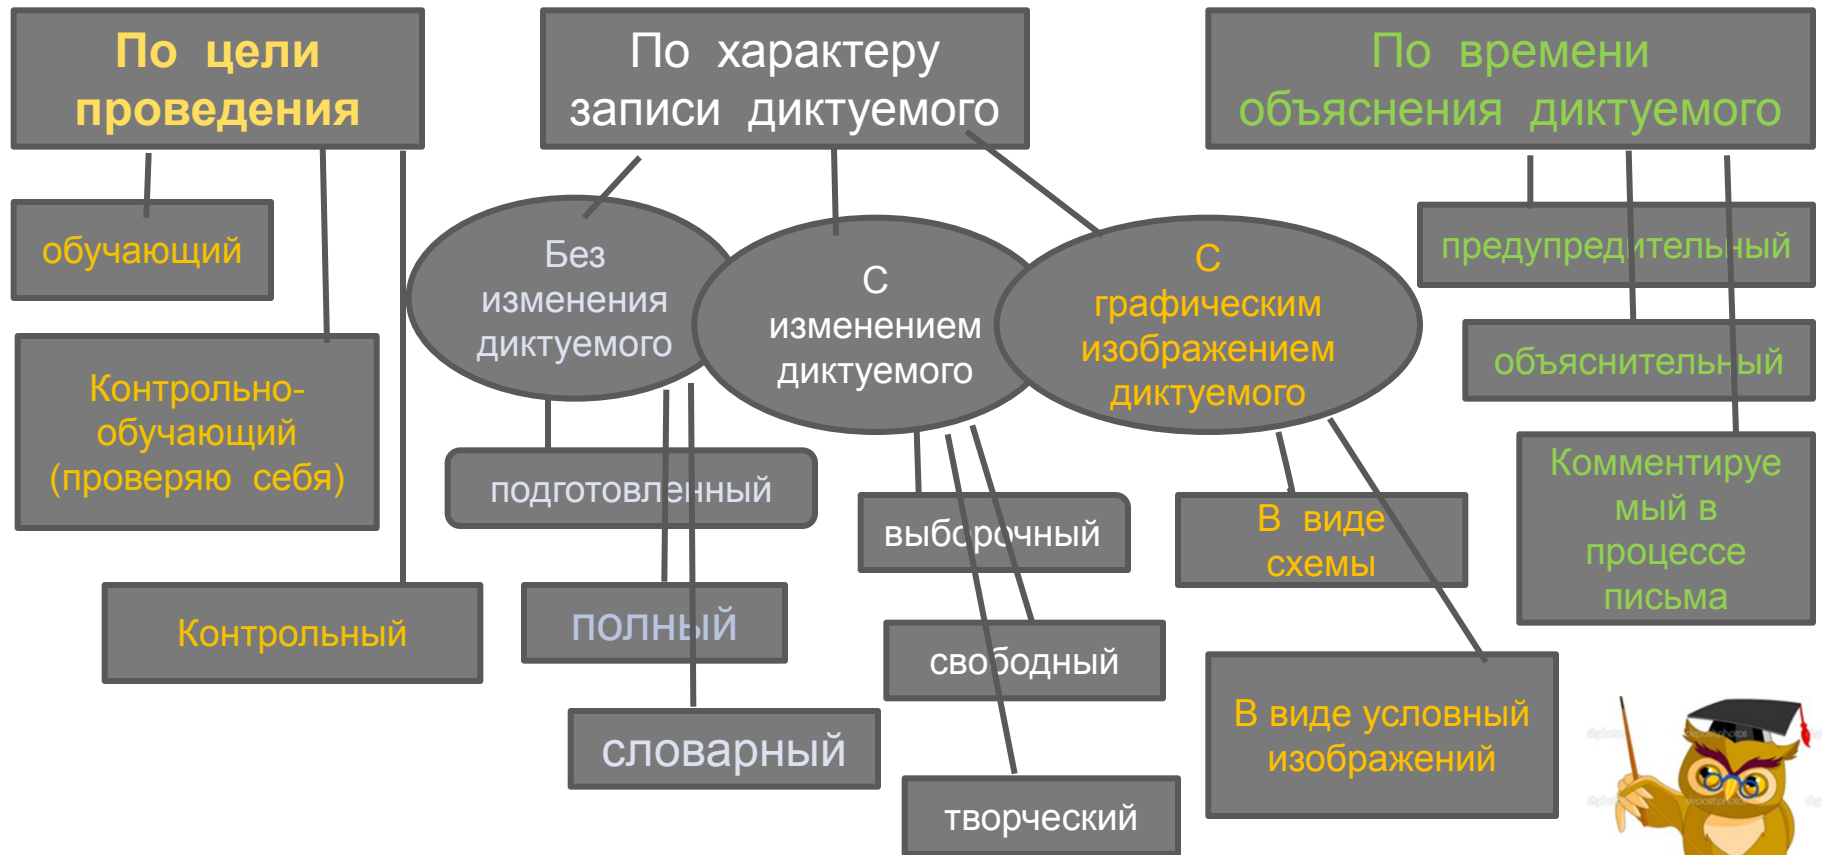 По цели
проведения
По характеру
записи диктуемого
По времени
объяснения диктуемого
обучающий
Контрольно-
обучающий
(проверяю себя)
Контрольный
Без
изменения
диктуемого
С
изменением
диктуемого
С
графическим
изображением
диктуемого
подготовленный
полный
словарный
выборочный
свободный
творческий
В виде
схемы
В виде условный
изображений
предупредительный
объяснительный
Комментируе
мый в
процессе
письма